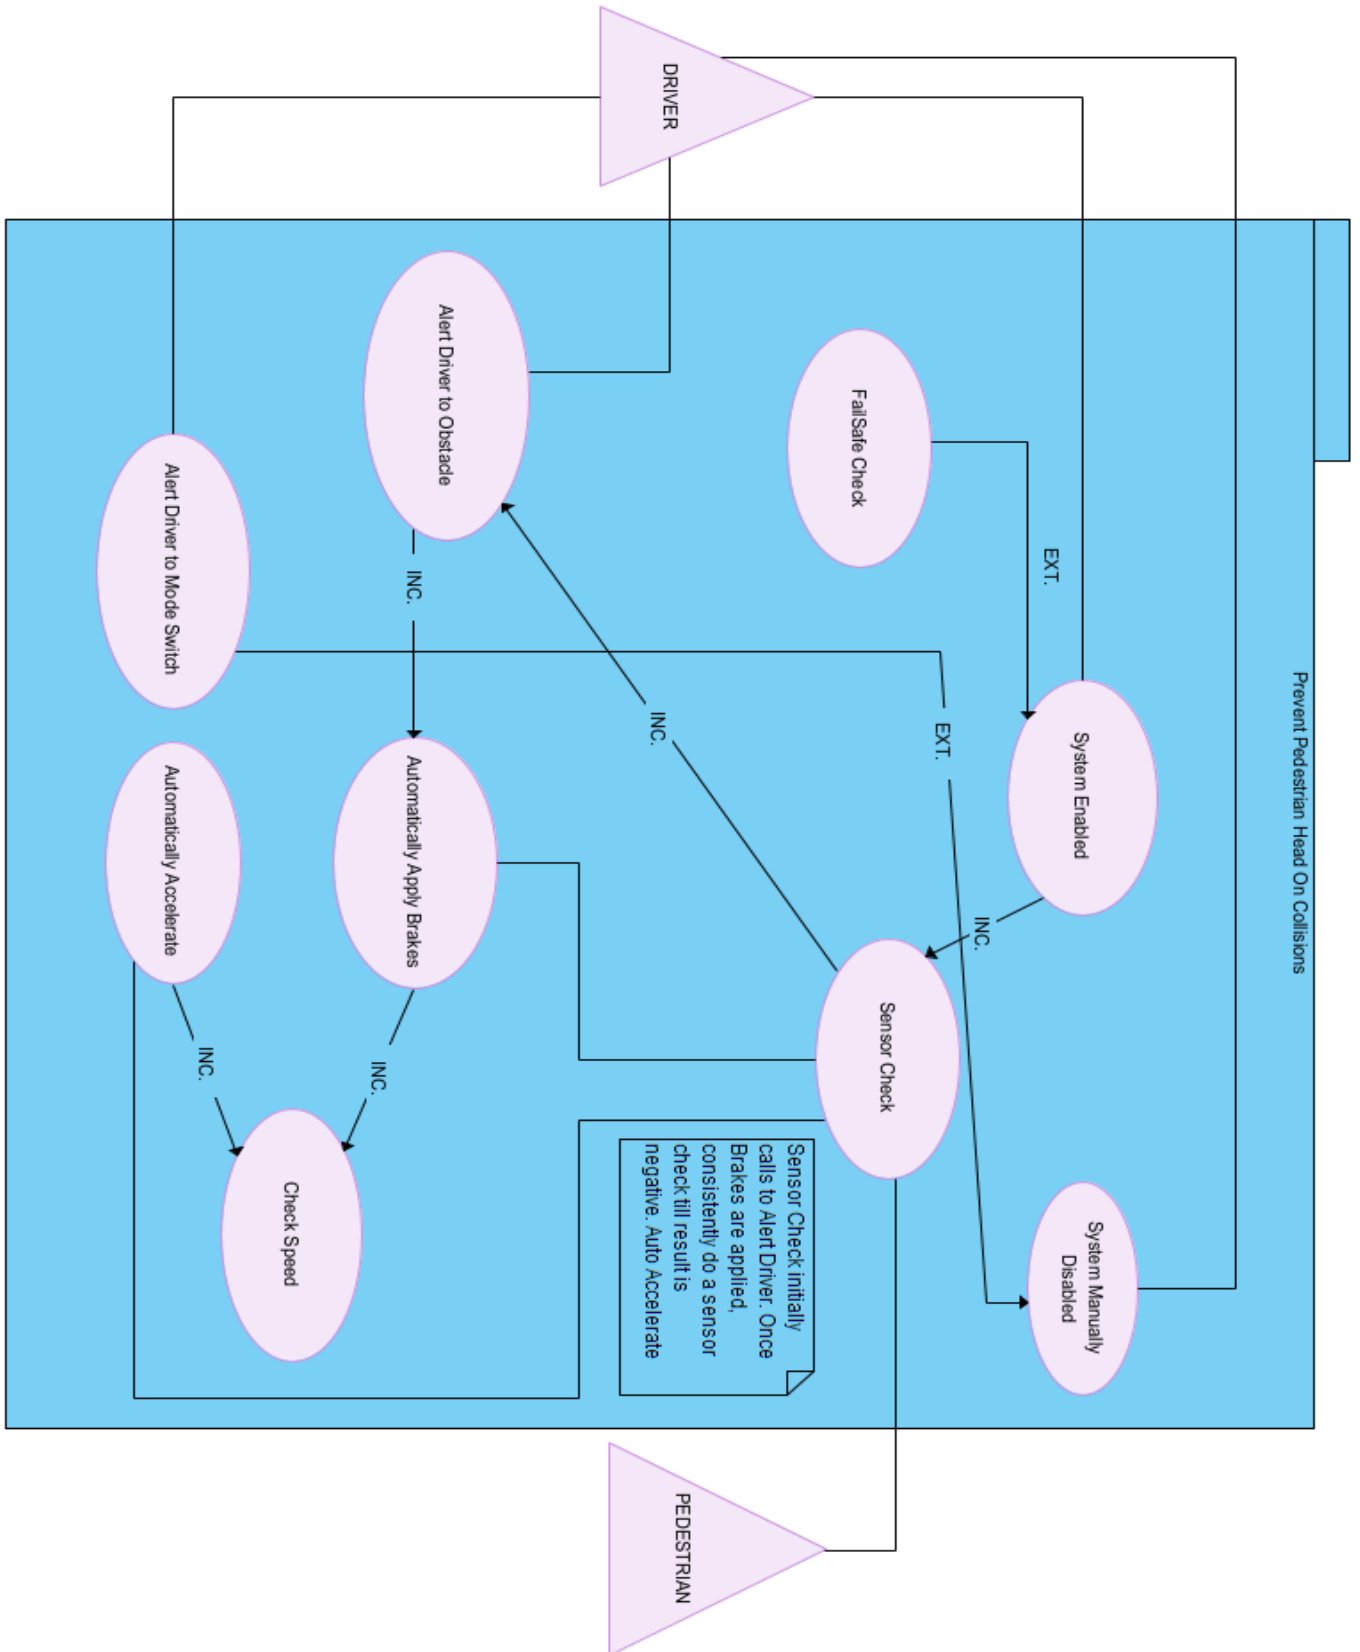 Prevent Pedestrian Head On Collisions
DRIVER
System Enabled
System Manually
Disabled
EXT.
FailSafe Check
INC.
EXT.
Sensor Check
INC.
Alert Driver to Obstacle
INC.
Automatically Apply Brakes
INC.
Sensor Check initially
calls to Alert Driver. Once
Brakes are applied,
consistently do a sensor
check till result is
negative. Auto Accelerate
Check Speed
Alert Driver to Mode Switch
Automatically Accelerate
INC.
PEDESTRIAN